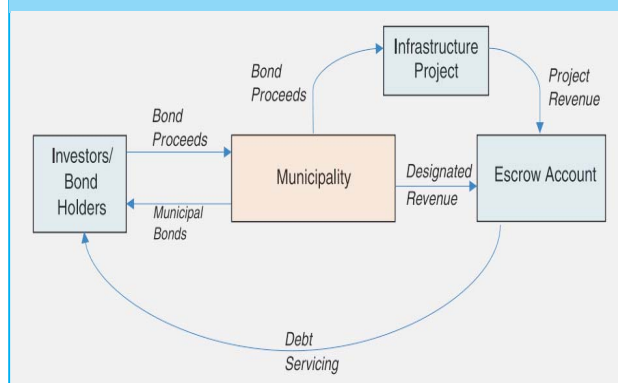 Infrastructure
Project
Bond
Proceeds
Project
Revenue
Bond
Proceeds
Investors/
Bond
Holders
Municipality
Designated
Revenue
Escrow Account
Municipal
Bonds
Debt
Servicing